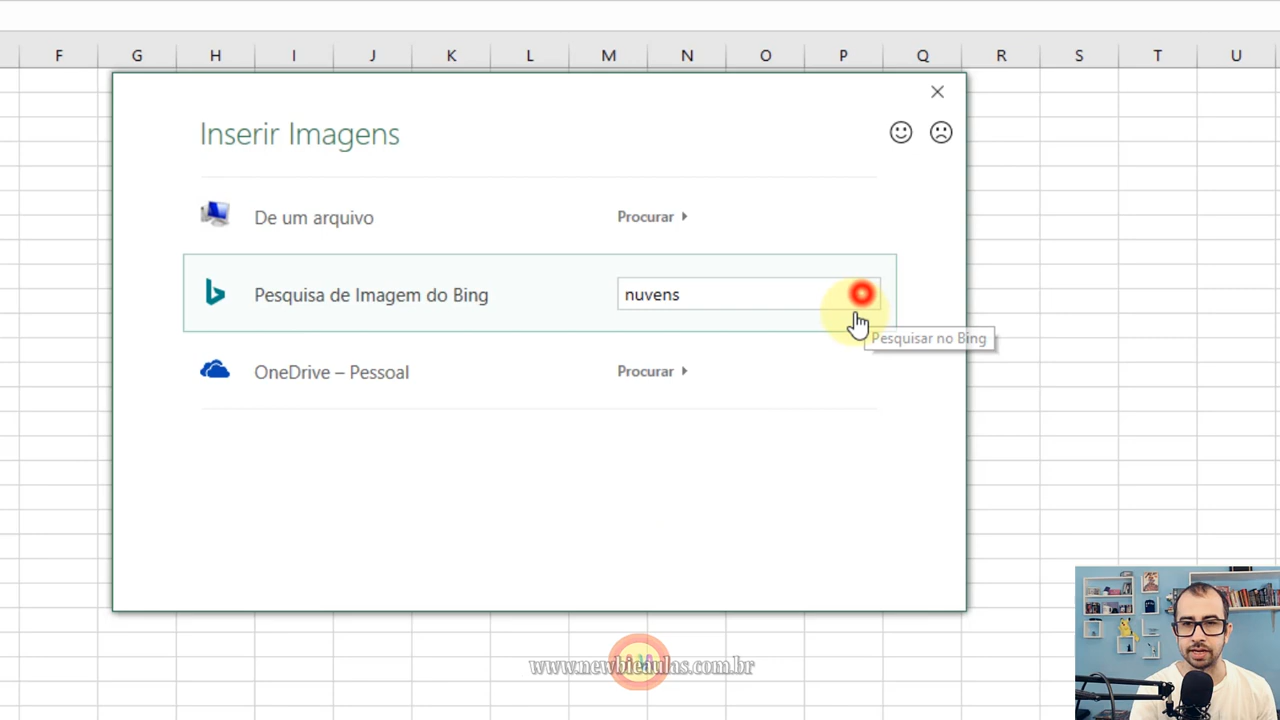 F G H I J K L M N O P Q R S T U
Inserir Imagens
De um arquivo Procurar
Pesquisa de Imagem do Bing nuvens
Pesquisar no Bing
OneDrive – Pessoal Procurar
www.newbieaulas.com.br